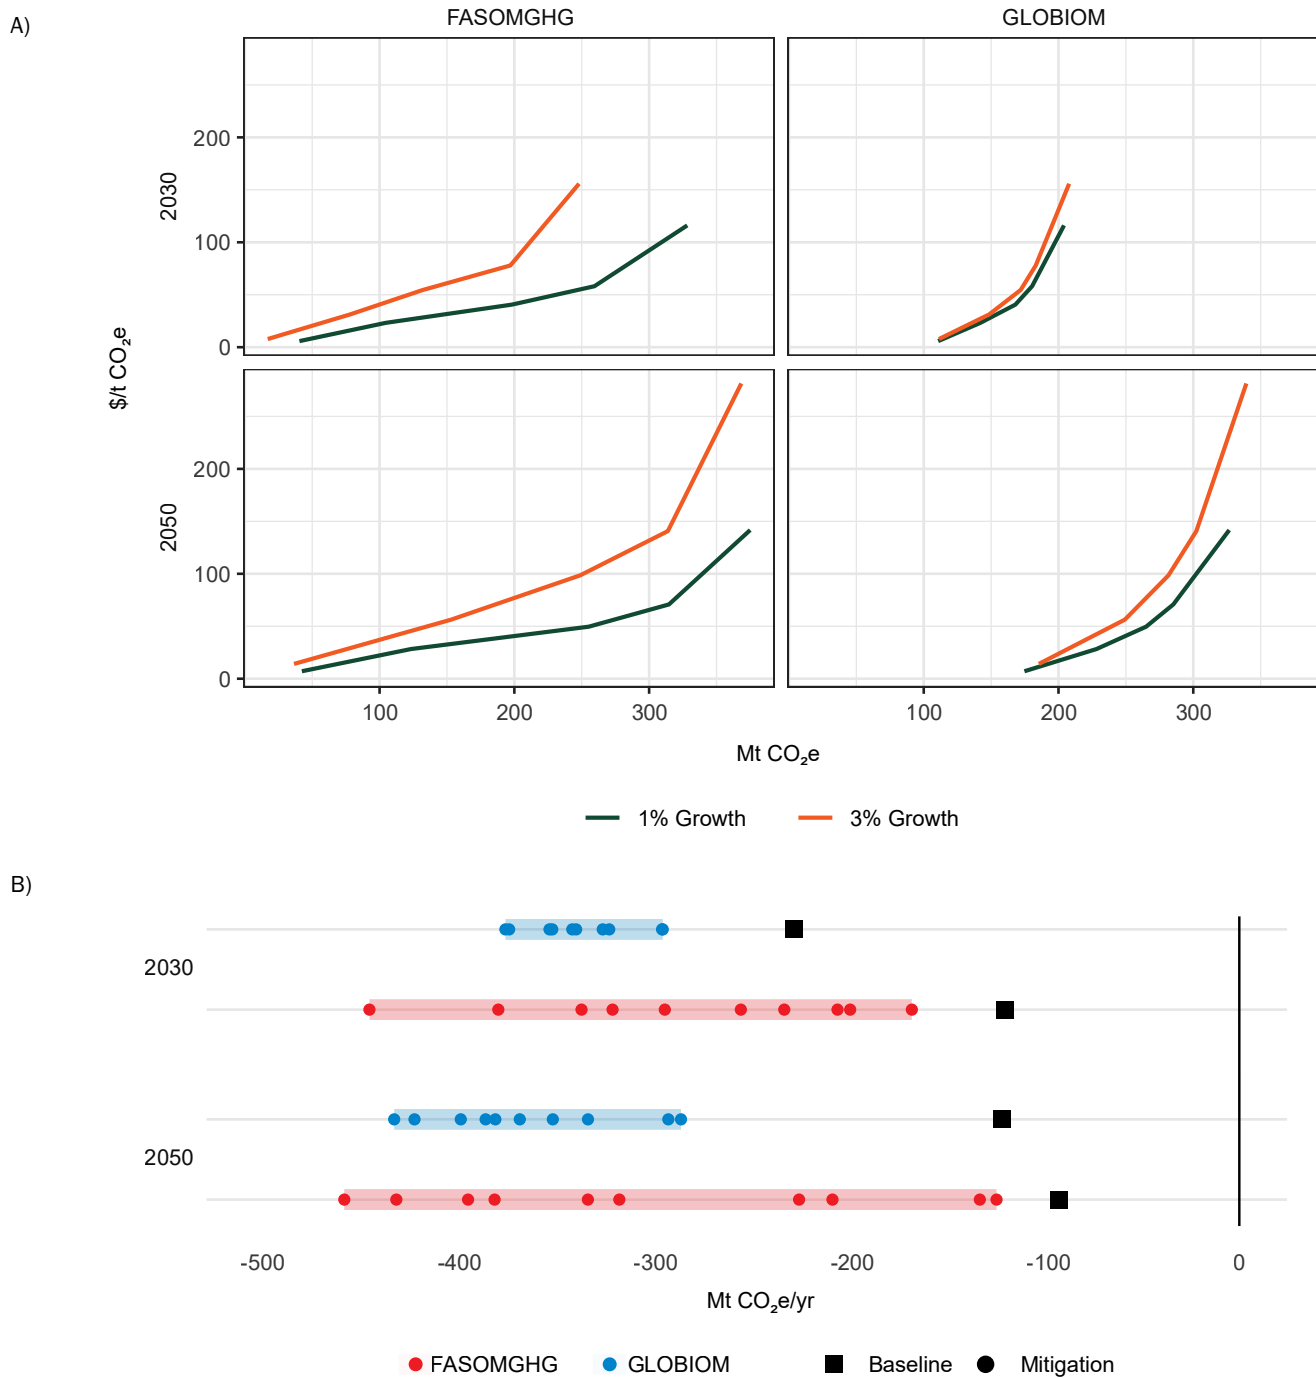 A)
FASOMGHG
GLOBIOM
2030
200
100
0
$/t CO₂e
2050
200
100
0
100
200
300
100
200
300
Mt CO₂e
1% Growth
3% Growth
B)
2030
2050
-500
-400
-300
-200
-100
0
Mt CO₂e/yr
FASOMGHG
GLOBIOM
Baseline
Mitigation